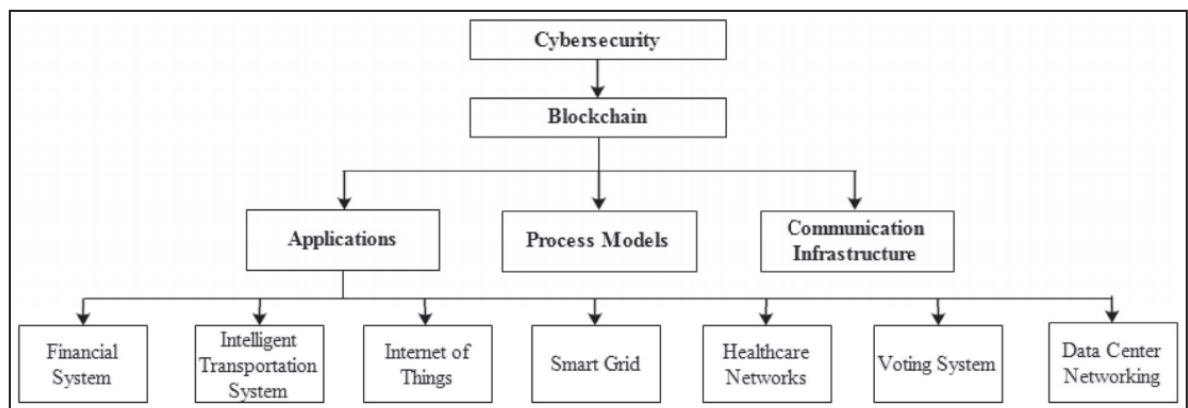 Cybersecurity
Blockchain
Applications
Process Models
Communication
Infrastructure
Financial
System
Intelligent
Transportation
System
Internet of
Things
Smart Grid
Healthcare
Networks
Voting System
Data Center
Networking